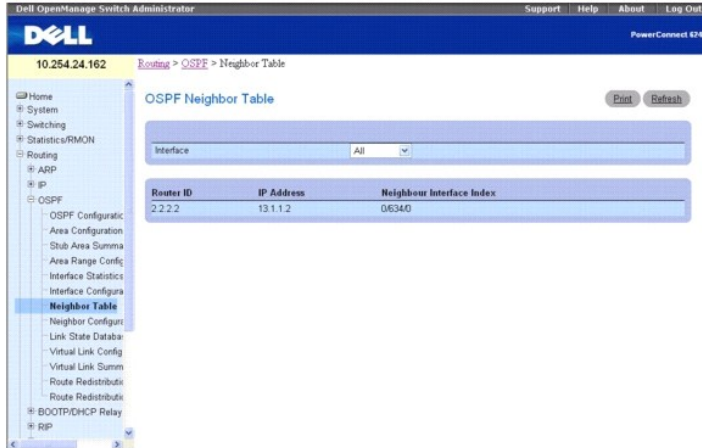 Dell OpenManage Switch Administrator
Support Help About Log Out
DELL
PowerConnect 624
10.254.24.162
Routing > OSPF > Neighbor Table
Home
System
Switching
Statistics/RMON
Routing
ARP
IP
OSPF
OSPF Configuratic
Area Configuration
Stub Area Summa
Area Range Config
Interface Statistics
Interface Configura
Neighbor Table
Neighbor Configura
Link State Databas
Virtual Link Config
Virtual Link Summ
Route Redistributic
Route Redistributic
BOOTP/DHCP Relay
RIP
OSPF Neighbor Table
Print Refresh
Interface All
Router ID IP Address Neighbour Interface Index
2.2.2.2 13.1.1.2 0/634/0